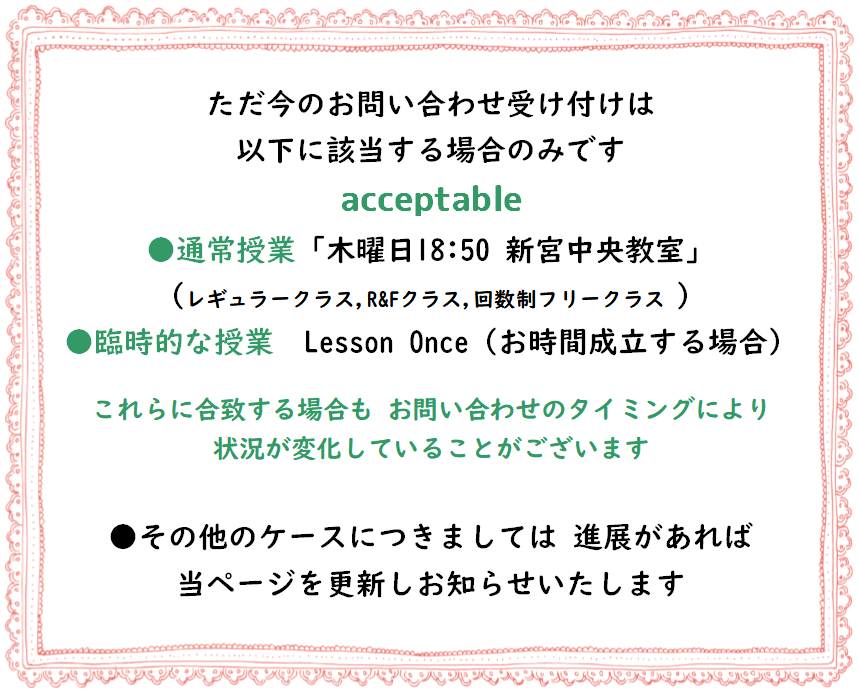 ただ今のお問い合わせ受け付けは
以下に該当する場合のみです
acceptable
●通常授業「木曜日18:50 新宮中央教室」
(レギュラークラス,R&Fクラス,回数制フリークラス )
●臨時的な授業　Lesson Once (お時間成立する場合)
これらに合致する場合も お問い合わせのタイミングにより
状況が変化していることがございます
●その他のケースにつきましては 進展があれば
当ページを更新しお知らせいたします